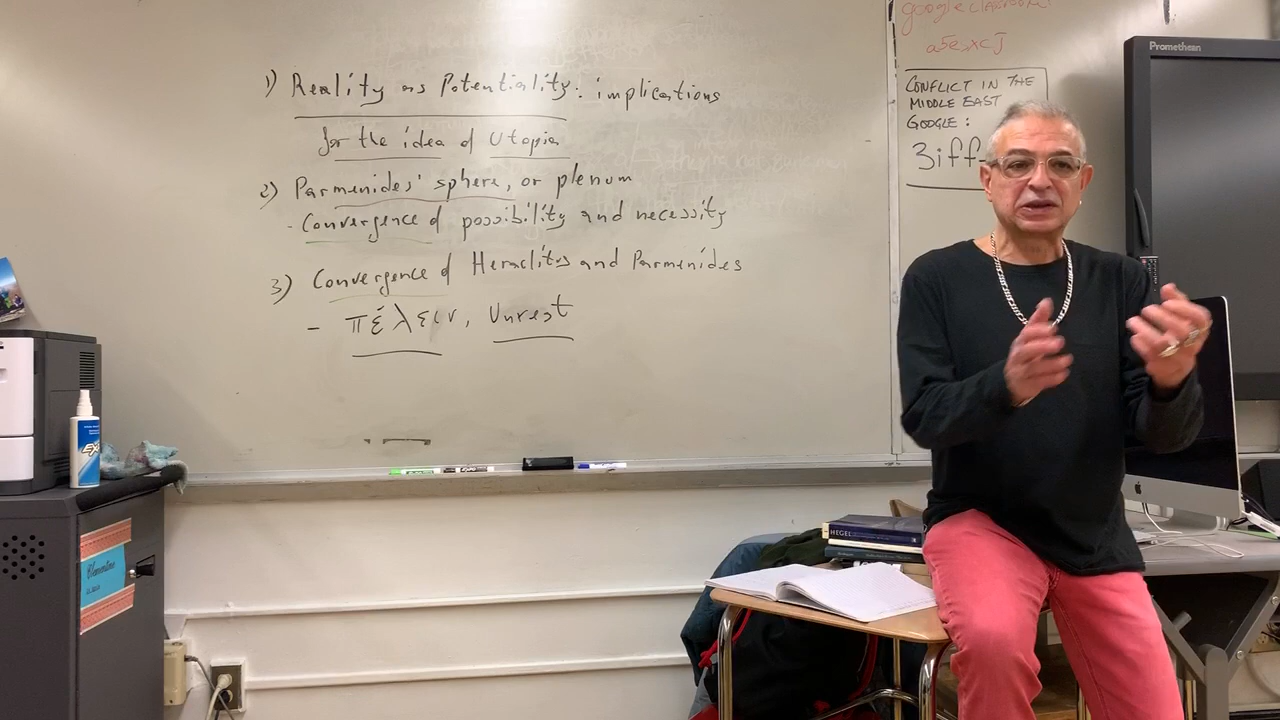 1) Reality as Potentiality: implications
for the idea of Utopia
2) Parmenides' sphere, or plenum
- Convergence of possibility and necessity
3) Convergence of Heraclitus and Parmenides
- πέλειν, Unrest
google classroom:
CONFLICT IN THE
MIDDLE EAST
GOOGLE:
3iff
Promethean
HEGEL
Clementine